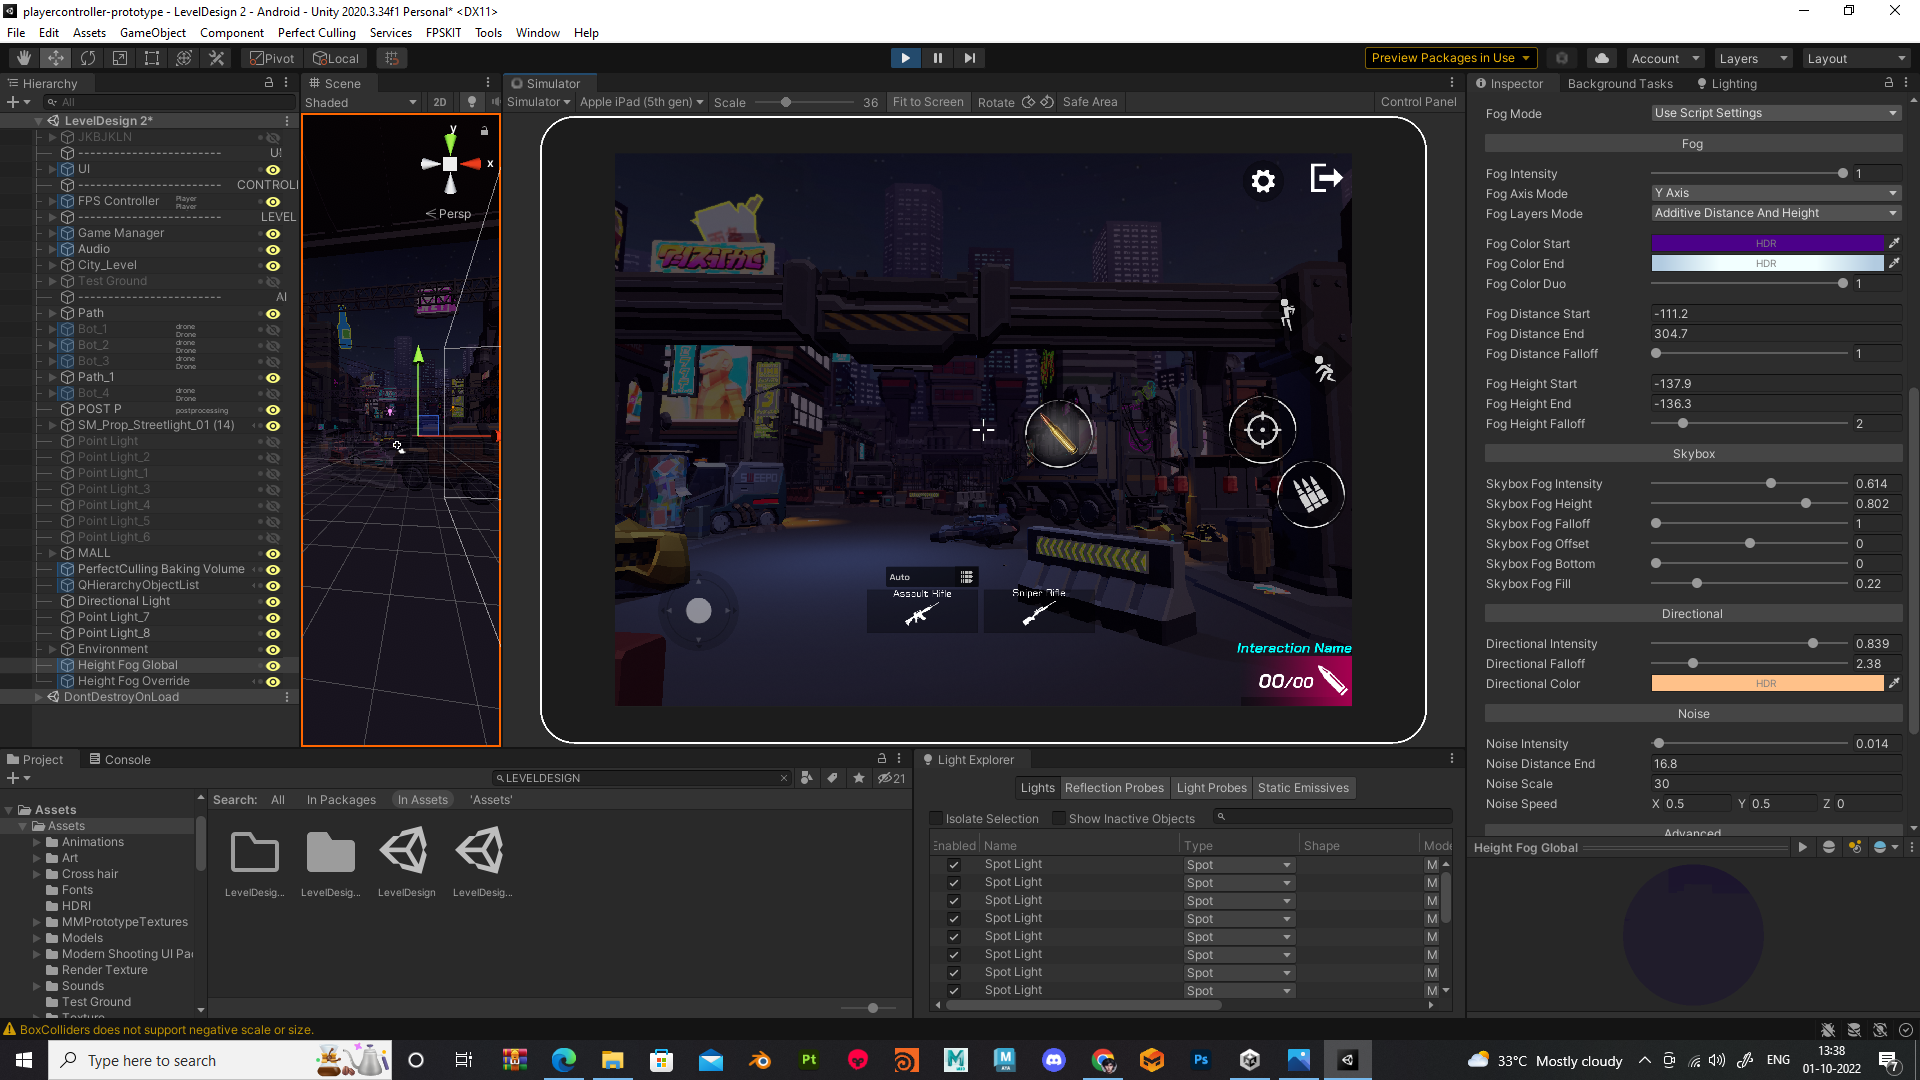 playercontroller-prototype - LevelDesign 2 - Android - Unity 2020.3.34f1 Personal* <DX11>
File Edit Assets GameObject Component Perfect Culling Services FPSKIT Tools Window Help
Pivot Local
Preview Packages in Use Account Layers Layout
Hierarchy
All
LevelDesign 2*
JKBJKLN
------------------------ UI
UI
------------------------ CONTROLI
FPS Controller Player Player
------------------------ LEVEL
Game Manager
Audio
City_Level
Test Ground
------------------------ AI
Path
Bot_1 drone Drone
Bot_2 drone Drone
Bot_3 drone Drone
Path_1
Bot_4 drone Drone
POST P postprocessing
SM_Prop_Streetlight_01 (14)
Point Light
Point Light_2
Point Light_1
Point Light_3
Point Light_4
Point Light_5
Point Light_6
MALL
PerfectCulling Baking Volume
QHierarchyObjectList
Directional Light
Point Light_7
Point Light_8
Environment
Height Fog Global
Height Fog Override
DontDestroyOnLoad
Scene
Shaded 2D
y
x
Persp
Simulator
Simulator Apple iPad (5th gen) Scale 36 Fit to Screen Rotate Safe Area Control Panel
Auto
Assault Rifle
Sniper Rifle
Interaction Name
00/00
Inspector Background Tasks Lighting
Fog Mode Use Script Settings
Fog
Fog Intensity 1
Fog Axis Mode Y Axis
Fog Layers Mode Additive Distance And Height
Fog Color Start HDR
Fog Color End HDR
Fog Color Duo 1
Fog Distance Start -111.2
Fog Distance End 304.7
Fog Distance Falloff 1
Fog Height Start -137.9
Fog Height End -136.3
Fog Height Falloff 2
Skybox
Skybox Fog Intensity 0.614
Skybox Fog Height 0.802
Skybox Fog Falloff 1
Skybox Fog Offset 0
Skybox Fog Bottom 0
Skybox Fog Fill 0.22
Directional
Directional Intensity 0.839
Directional Falloff 2.38
Directional Color HDR
Noise
Noise Intensity 0.014
Noise Distance End 16.8
Noise Scale 30
Noise Speed X 0.5 Y 0.5 Z 0
Advanced
Height Fog Global
Project Console
LEVELDESIGN
21
Search: All In Packages In Assets 'Assets'
Assets
Assets
Animations
Art
Cross hair
Fonts
HDRI
MMPrototypeTextures
Models
Modern Shooting UI Pa
Render Texture
Sounds
Test Ground
Texture
LevelDesig... LevelDesig... LevelDesign LevelDesig...
Light Explorer
Lights Reflection Probes Light Probes Static Emissives
Isolate Selection Show Inactive Objects
Enabled Name Type Shape Mode
Spot Light Spot M
Spot Light Spot M
Spot Light Spot M
Spot Light Spot M
Spot Light Spot M
Spot Light Spot M
Spot Light Spot M
Spot Light Spot M
BoxColliders does not support negative scale or size.
Type here to search
33°C Mostly cloudy ENG
13:38
01-10-2022
7